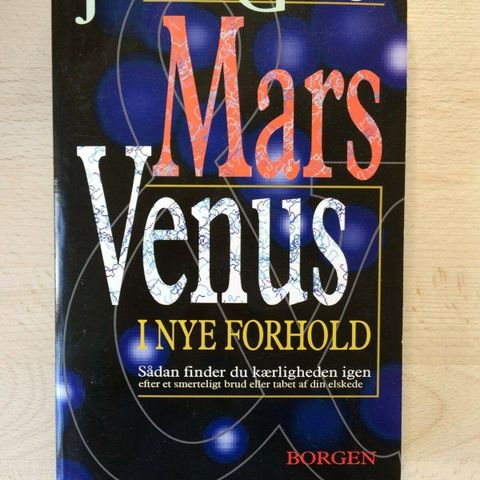 Mars
Venus
I NYE FORHOLD
Sådan finder du kærligheden igen
efter et smerteligt brud eller tabet af din elskede
BORGEN